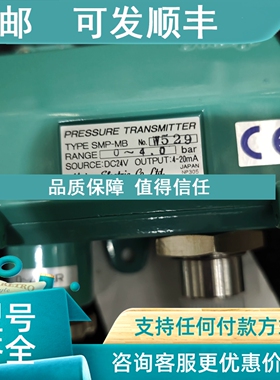 邮 可发顺丰
PRESSURE TRANSMITTER
TYPE SMP-MB No. W529
RANGE 0~4.0 bar
SOURCE:DC24V OUTPUT:4-20mA
JAPAN
NP305
CE
品质保障 值得信任
号 支持任何付款方
全 咨询客服更多优惠